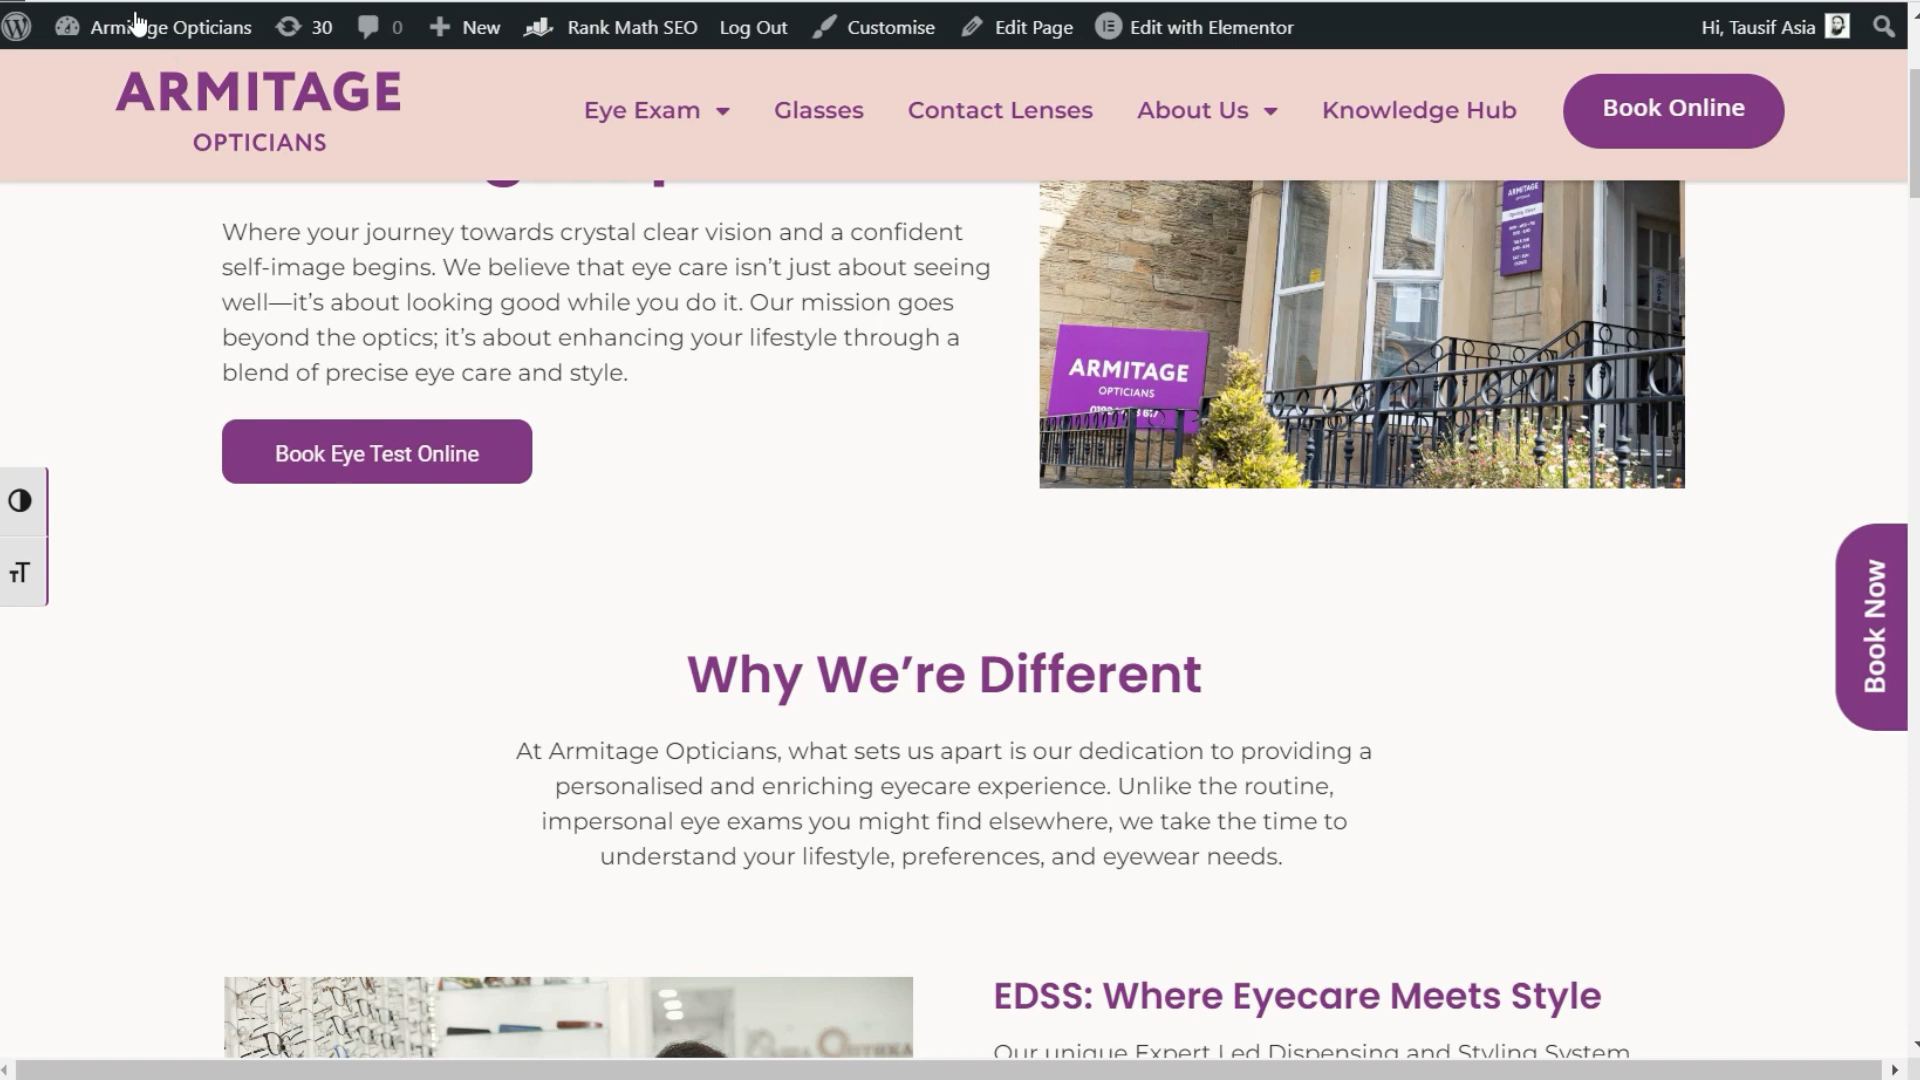 Armitage Opticians 30 0 New Rank Math SEO Log Out Customise Edit Page Edit with Elementor Hi, Tausif Asia
ARMITAGE
OPTICIANS
Eye Exam Glasses Contact Lenses About Us Knowledge Hub Book Online
Where your journey towards crystal clear vision and a confident
self-image begins. We believe that eye care isn’t just about seeing
well—it’s about looking good while you do it. Our mission goes
beyond the optics; it’s about enhancing your lifestyle through a
blend of precise eye care and style.
Book Eye Test Online
ARMITAGE
ARMITAGE
OPTICIANS
Book Now
Why We’re Different
At Armitage Opticians, what sets us apart is our dedication to providing a
personalised and enriching eyecare experience. Unlike the routine,
impersonal eye exams you might find elsewhere, we take the time to
understand your lifestyle, preferences, and eyewear needs.
EDSS: Where Eyecare Meets Style
Our unique Expert Led Dispensing and Styling System